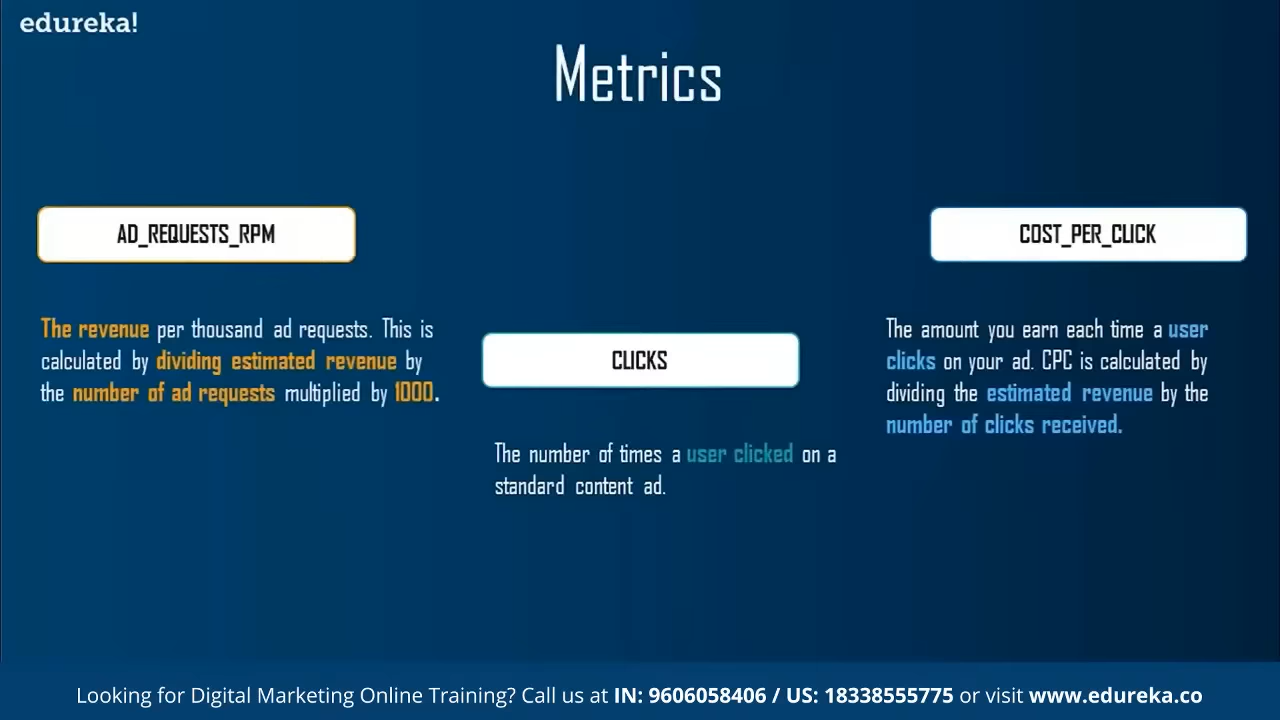 edureka!
Metrics
AD_REQUESTS_RPM
The revenue per thousand ad requests. This is
calculated by dividing estimated revenue by
the number of ad requests multiplied by 1000.
CLICKS
The number of times a user clicked on a
standard content ad.
COST_PER_CLICK
The amount you earn each time a user
clicks on your ad. CPC is calculated by
dividing the estimated revenue by the
number of clicks received.
Looking for Digital Marketing Online Training? Call us at IN: 9606058406 / US: 18338555775 or visit www.edureka.co